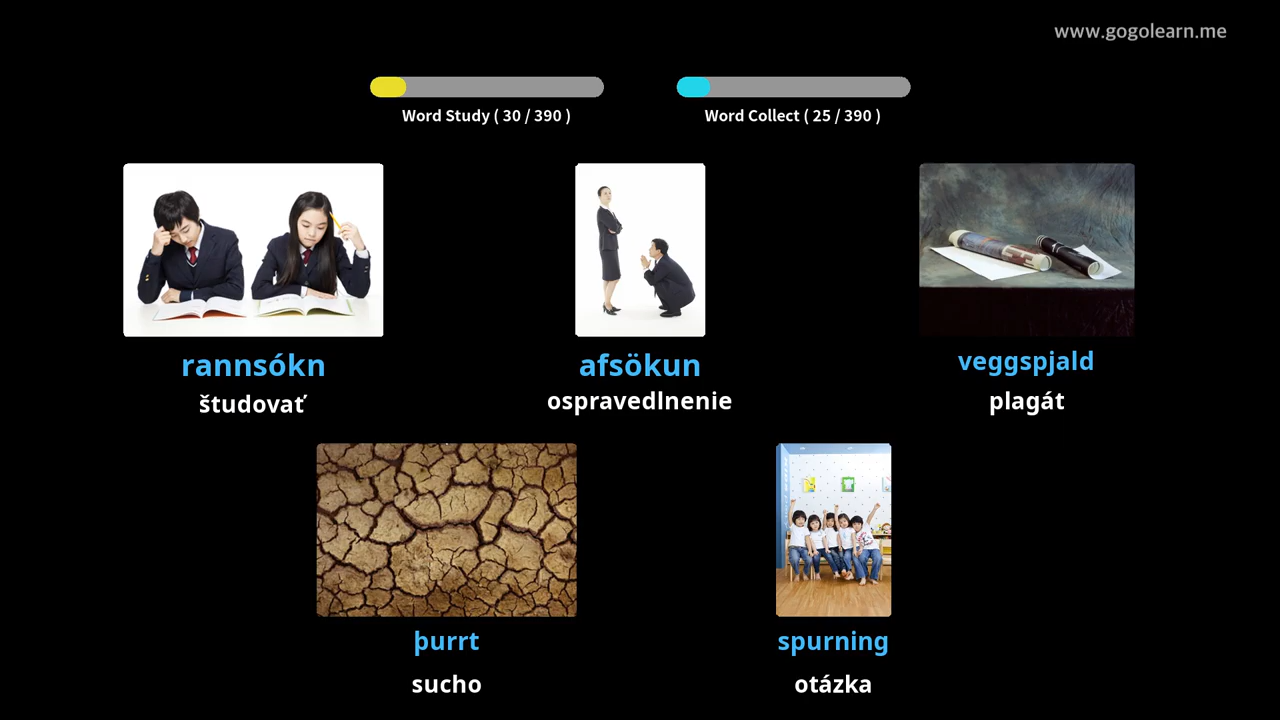 www.gogolearn.me
Word Study ( 30 / 390 )
Word Collect ( 25 / 390 )
rannsókn
študovať
afsökun
ospravedlnenie
veggspjald
plagát
þurrt
sucho
spurning
otázka